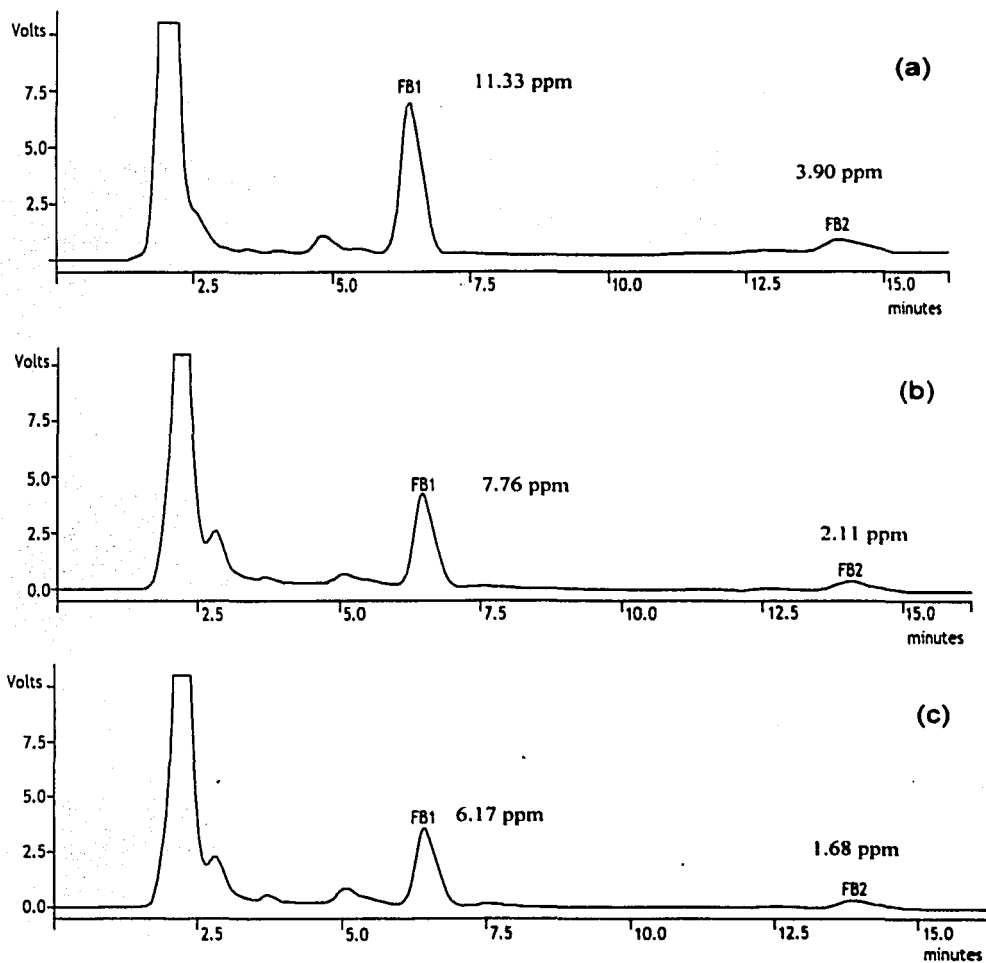 Volts
(a)
FB1 11.33 ppm
7.5
5.0
3.90 ppm
2.5
FB2
2.5 5.0 7.5 10.0 12.5 15.0
minutes
Volts
(b)
7.5
FB1 7.76 ppm
5.0
2.5
2.11 ppm
FB2
0.0
2.5 5.0 7.5 10.0 12.5 15.0
minutes
Volts
(c)
7.5
5.0
FB1 6.17 ppm
2.5
1.68 ppm
FB2
0.0
2.5 5.0 7.5 10.0 12.5 15.0
minutes